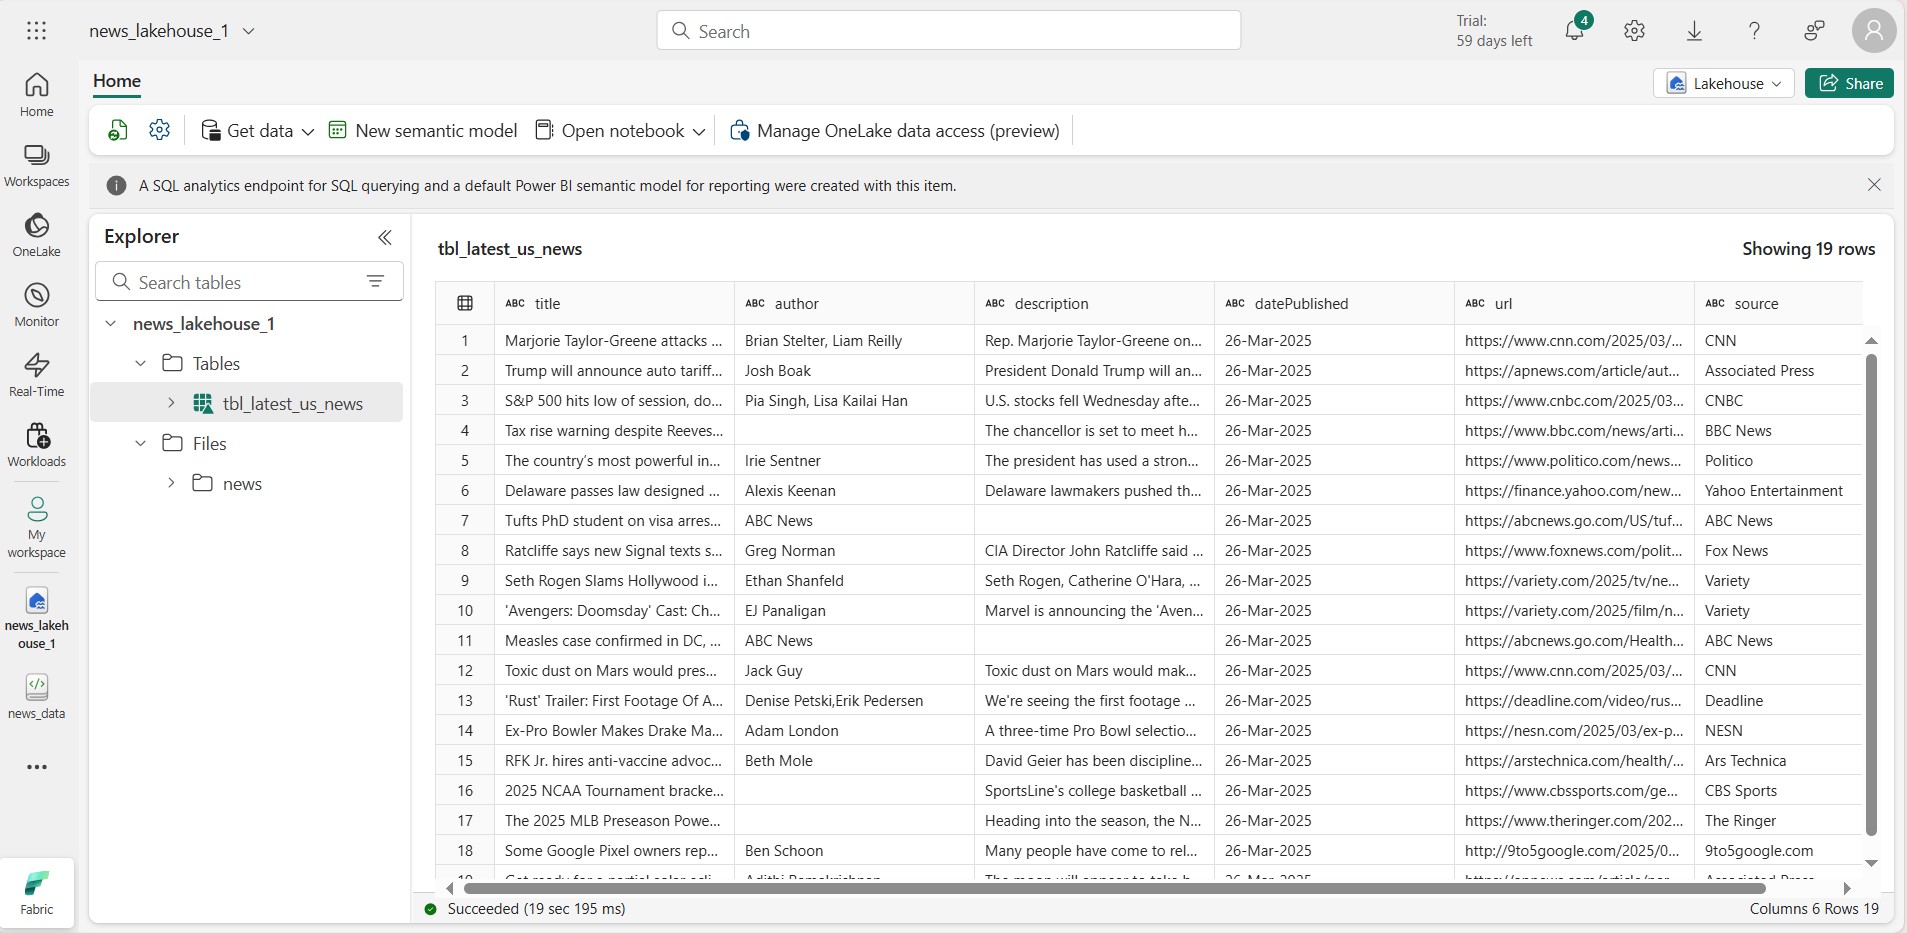 news_lakehouse_1
Search
Trial:
59 days left
4
Home
Workspaces
OneLake
Monitor
Real-Time
Workloads
My
workspace
news_lakeh
ouse_1
news_data
Fabric
Home
Lakehouse
Share
Get data
New semantic model
Open notebook
Manage OneLake data access (preview)
A SQL analytics endpoint for SQL querying and a default Power BI semantic model for reporting were created with this item.
Explorer
Search tables
news_lakehouse_1
Tables
tbl_latest_us_news
Files
news
tbl_latest_us_news
Showing 19 rows
ABC title ABC author ABC description ABC datePublished ABC url ABC source
1 Marjorie Taylor-Greene attacks ... Brian Stelter, Liam Reilly Rep. Marjorie Taylor-Greene on... 26-Mar-2025 https://www.cnn.com/2025/03/... CNN
2 Trump will announce auto tariff... Josh Boak President Donald Trump will an... 26-Mar-2025 https://apnews.com/article/aut... Associated Press
3 S&P 500 hits low of session, do... Pia Singh, Lisa Kailai Han U.S. stocks fell Wednesday afte... 26-Mar-2025 https://www.cnbc.com/2025/03... CNBC
4 Tax rise warning despite Reeves... The chancellor is set to meet h... 26-Mar-2025 https://www.bbc.com/news/arti... BBC News
5 The country’s most powerful in... Irie Sentner The president has used a stron... 26-Mar-2025 https://www.politico.com/news... Politico
6 Delaware passes law designed ... Alexis Keenan Delaware lawmakers pushed th... 26-Mar-2025 https://finance.yahoo.com/new... Yahoo Entertainment
7 Tufts PhD student on visa arres... ABC News 26-Mar-2025 https://abcnews.go.com/US/tuf... ABC News
8 Ratcliffe says new Signal texts s... Greg Norman CIA Director John Ratcliffe said ... 26-Mar-2025 https://www.foxnews.com/polit... Fox News
9 Seth Rogen Slams Hollywood i... Ethan Shanfeld Seth Rogen, Catherine O'Hara, ... 26-Mar-2025 https://variety.com/2025/tv/ne... Variety
10 'Avengers: Doomsday' Cast: Ch... EJ Panaligan Marvel is announcing the 'Aven... 26-Mar-2025 https://variety.com/2025/film/n... Variety
11 Measles case confirmed in DC, ... ABC News 26-Mar-2025 https://abcnews.go.com/Health... ABC News
12 Toxic dust on Mars would pres... Jack Guy Toxic dust on Mars would mak... 26-Mar-2025 https://www.cnn.com/2025/03/... CNN
13 'Rust' Trailer: First Footage Of A... Denise Petski,Erik Pedersen We're seeing the first footage ... 26-Mar-2025 https://deadline.com/video/rus... Deadline
14 Ex-Pro Bowler Makes Drake Ma... Adam London A three-time Pro Bowl selectio... 26-Mar-2025 https://nesn.com/2025/03/ex-p... NESN
15 RFK Jr. hires anti-vaccine advoc... Beth Mole David Geier has been discipline... 26-Mar-2025 https://arstechnica.com/health/... Ars Technica
16 2025 NCAA Tournament bracke... SportsLine's college basketball ... 26-Mar-2025 https://www.cbssports.com/ge... CBS Sports
17 The 2025 MLB Preseason Powe... Heading into the season, the N... 26-Mar-2025 https://www.theringer.com/202... The Ringer
18 Some Google Pixel owners rep... Ben Schoon Many people have come to rel... 26-Mar-2025 http://9to5google.com/2025/0... 9to5google.com
Succeeded (19 sec 195 ms)
Columns 6 Rows 19